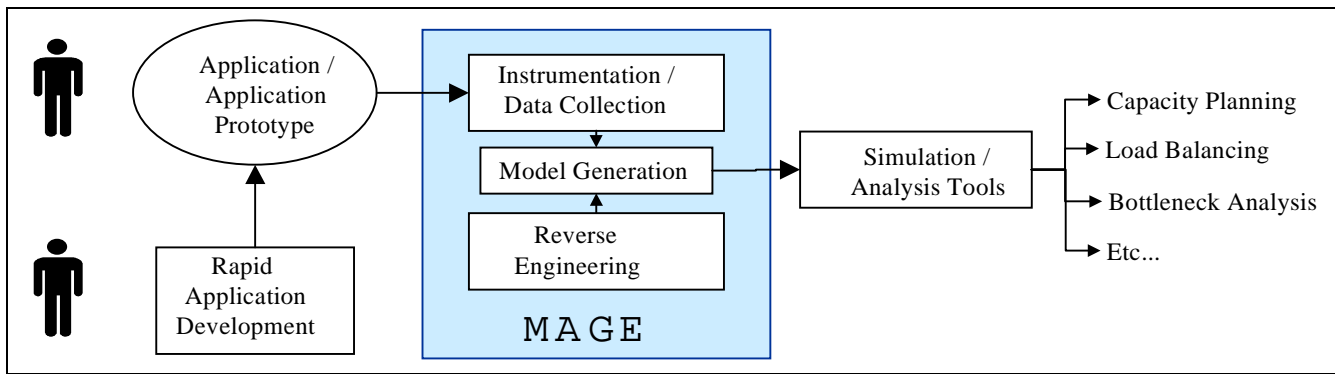 Application /
Application
Prototype
Rapid
Application
Development
Instrumentation /
Data Collection
Model Generation
Reverse
Engineering
MAGE
Simulation /
Analysis Tools
Capacity Planning
Load Balancing
Bottleneck Analysis
Etc...